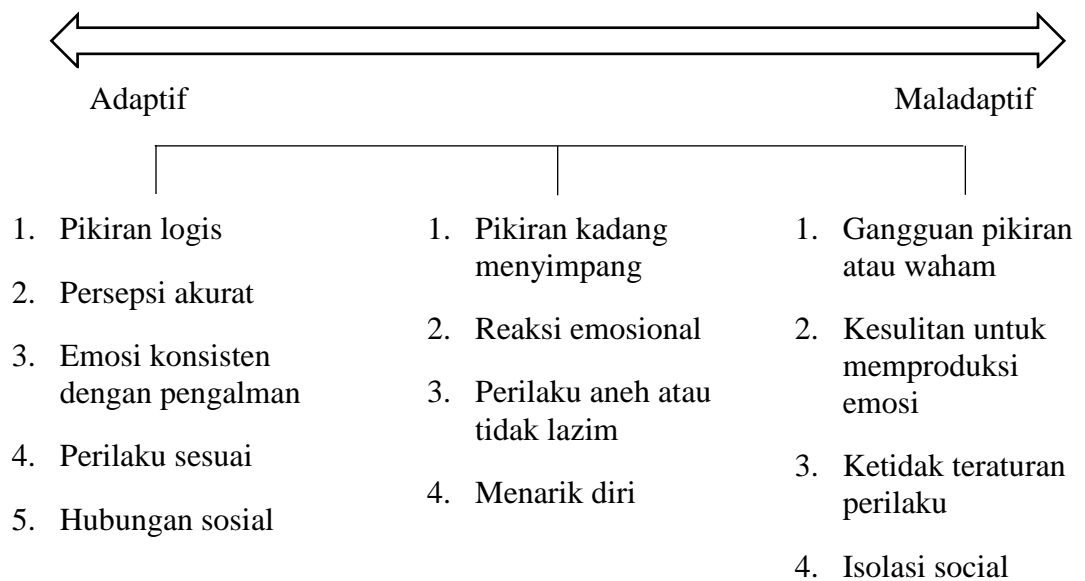 Adaptif
Maladaptif
1. Pikiran logis
2. Persepsi akurat
3. Emosi konsisten
dengan pengalman
4. Perilaku sesuai
5. Hubungan sosial
1. Pikiran kadang
menyimpang
2. Reaksi emosional
3. Perilaku aneh atau
tidak lazim
4. Menarik diri
1. Gangguan pikiran
atau waham
2. Kesulitan untuk
memproduksi
emosi
3. Ketidak teraturan
perilaku
4. Isolasi social